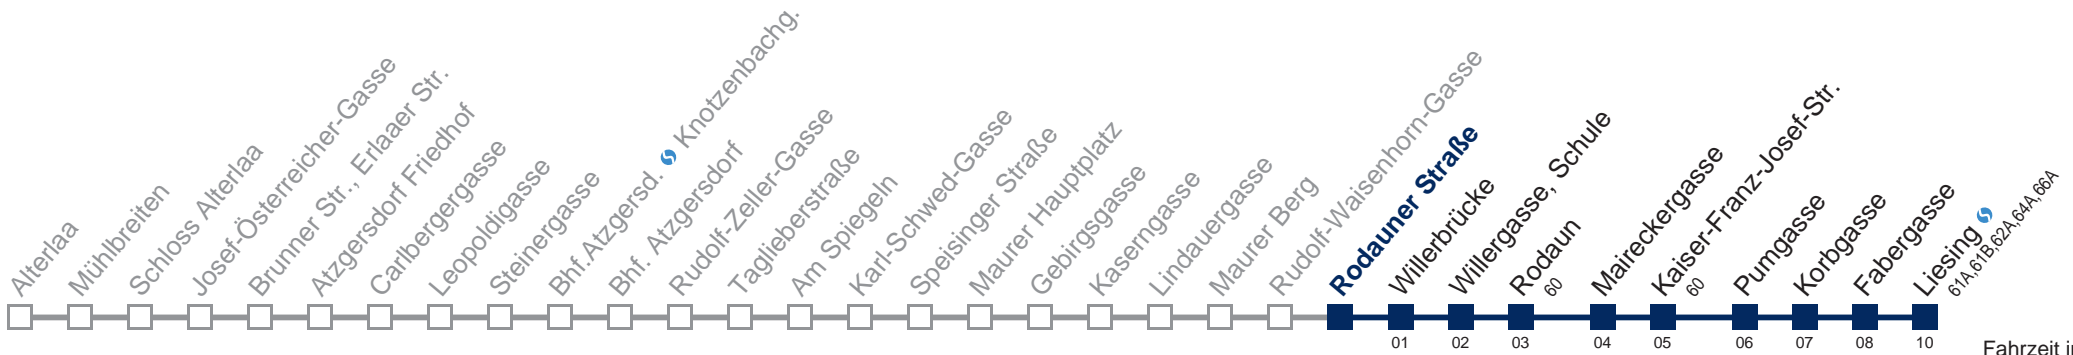 Alterlaa
Mühlbreiten
Schloss Alterlaa
Josef-Österreicher-Gasse
Brunner Str., Erlaaer Str.
Atzgersdorf Friedhof
Carlbergergasse
Leopoldigasse
Steinergasse
Bhf.Atzgersd. Knotzenbachg.
Bhf. Atzgersdorf
Rudolf-Zeller-Gasse
Taglieberstraße
Am Spiegeln
Karl-Schwed-Gasse
Speisinger Straße
Maurer Hauptplatz
Gebirgsgasse
Kaserngasse
Lindauergasse
Maurer Berg
Rudolf-Waisenhorn-Gasse
Rodauner Straße
Willerbrücke
Willergasse, Schule
Rodaun
60
Maireckergasse
Kaiser-Franz-Josef-Str.
60
Pumgasse
Korbgasse
Fabergasse
Liesing
61A,61B,62A,64A,66A
01 02 03 04 05 06 07 08 10
Fahrzeit in